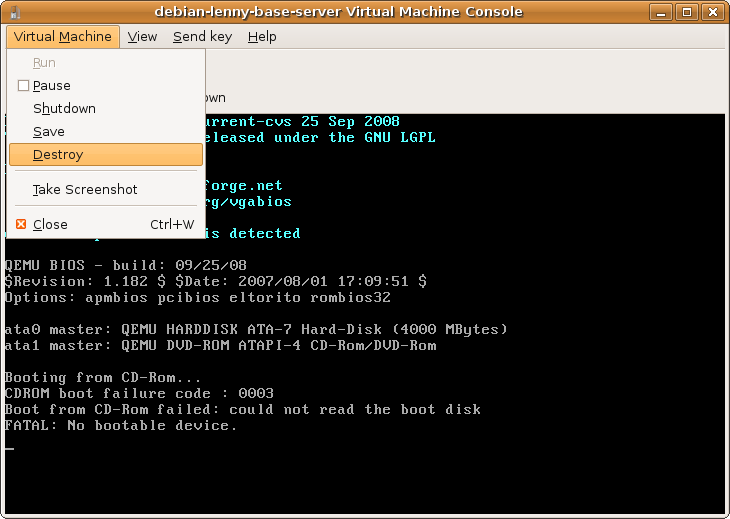 debian-lenny-base-server Virtual Machine Console
Virtual Machine View Send key Help
Run
Pause
Shutdown
Save
Destroy
Take Screenshot
Close Ctrl+W
own
urrent-cvs 25 Sep 2008
eleased under the GNU LGPL
forge.net
rg/vgabios
is detected
QEMU BIOS - build: 09/25/08
$Revision: 1.182 $ $Date: 2007/08/01 17:09:51 $
Options: apmbios pcibios eltorito rombios32
ata0 master: QEMU HARDDISK ATA-7 Hard-Disk (4000 MBytes)
ata1 master: QEMU DVD-ROM ATAPI-4 CD-Rom/DVD-Rom
Booting from CD-Rom...
CDROM boot failure code : 0003
Boot from CD-Rom failed: could not read the boot disk
FATAL: No bootable device.